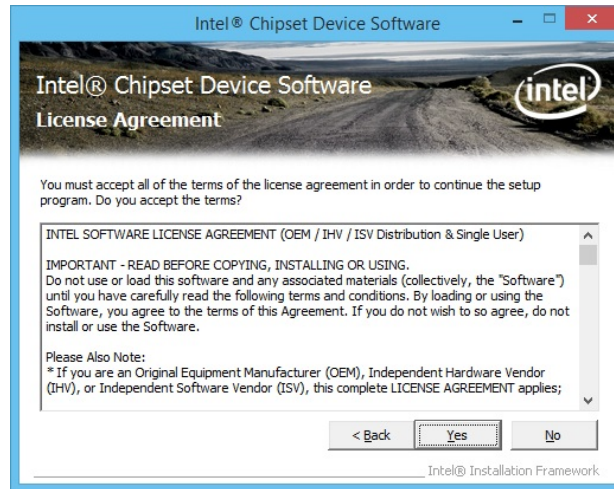 Intel® Chipset Device Software
Intel® Chipset Device Software
intel
License Agreement
You must accept all of the terms of the license agreement in order to continue the setup
program. Do you accept the terms?
INTEL SOFTWARE LICENSE AGREEMENT (OEM / IHV / ISV Distribution & Single User)
IMPORTANT - READ BEFORE COPYING, INSTALLING OR USING.
Do not use or load this software and any associated materials (collectively, the "Software")
until you have carefully read the following terms and conditions. By loading or using the
Software, you agree to the terms of this Agreement. If you do not wish to so agree, do not
install or use the Software.
Please Also Note:
* If you are an Original Equipment Manufacturer (OEM), Independent Hardware Vendor
(IHV), or Independent Software Vendor (ISV), this complete LICENSE AGREEMENT applies;
< Back
Yes
No
Intel® Installation Framework